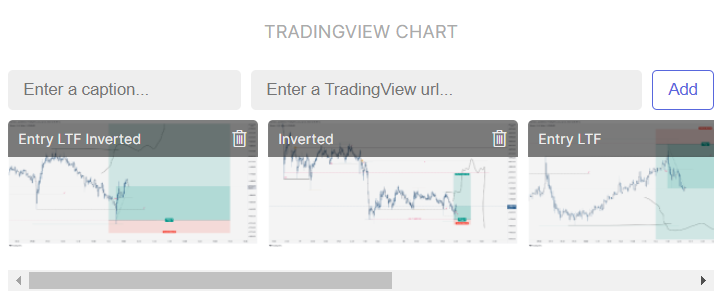 TRADINGVIEW CHART
Enter a caption...
Enter a TradingView url...
Add
Entry LTF Inverted
Inverted
Entry LTF